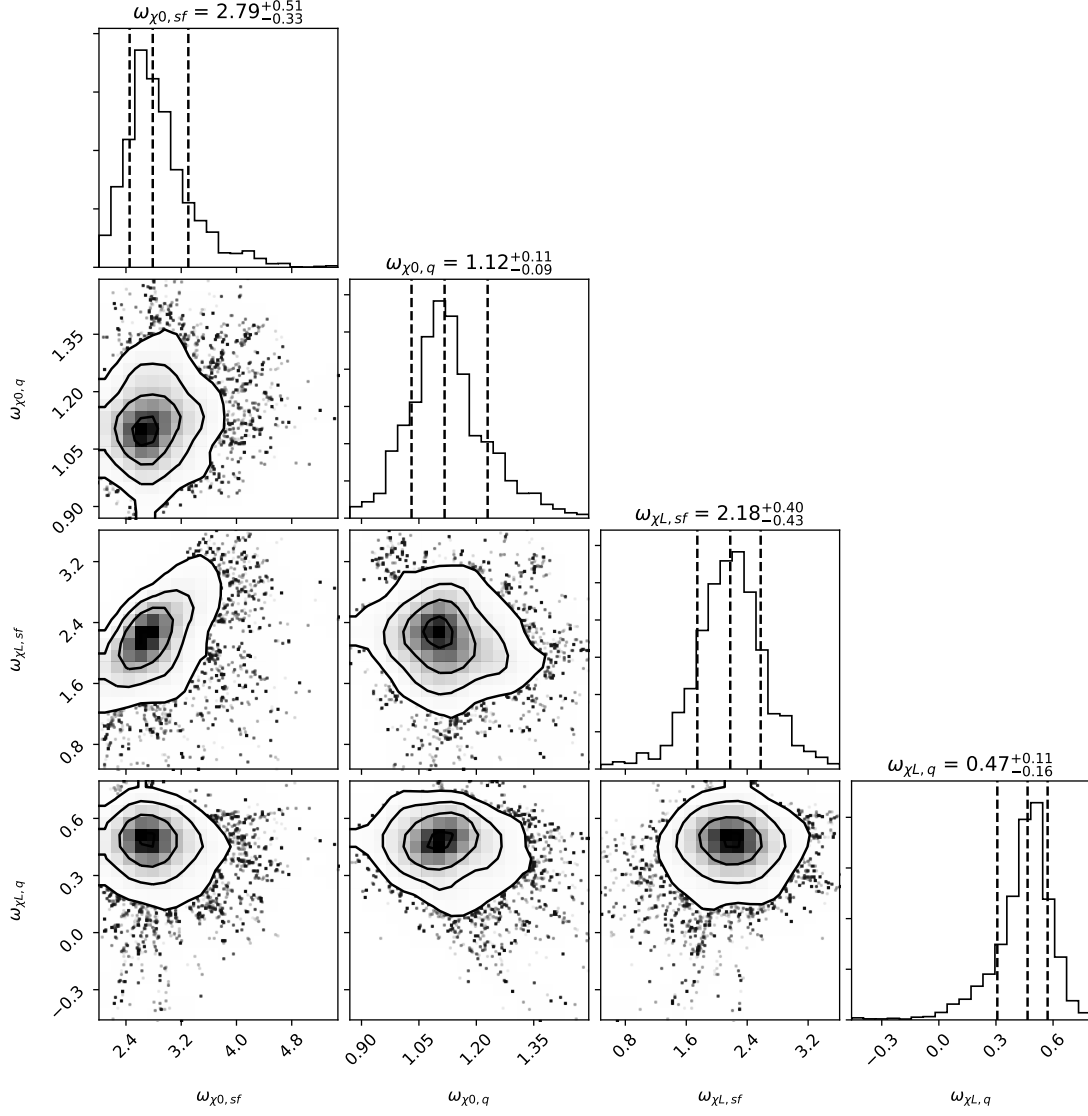 ω_{χ0, sf} = 2.79^{+0.51}_{-0.33}
ω_{χ0, q} = 1.12^{+0.11}_{-0.09}
1.35
1.20
1.05
0.90
ω_{χ0, q}
ω_{χL, sf} = 2.18^{+0.40}_{-0.43}
3.2
2.4
1.6
0.8
ω_{χL, sf}
ω_{χL, q} = 0.47^{+0.11}_{-0.16}
0.6
0.3
0.0
−0.3
ω_{χL, q}
2.4 3.2 4.0 4.8
0.90 1.05 1.20 1.35
0.8 1.6 2.4 3.2
−0.3 0.0 0.3 0.6
ω_{χ0, sf}
ω_{χ0, q}
ω_{χL, sf}
ω_{χL, q}